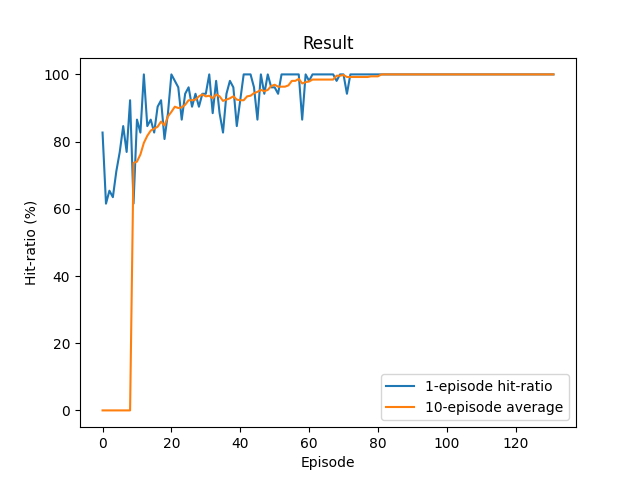 Result
Hit-ratio (%)
100
80
60
40
20
0
0 20 40 60 80 100 120
Episode
1-episode hit-ratio
10-episode average